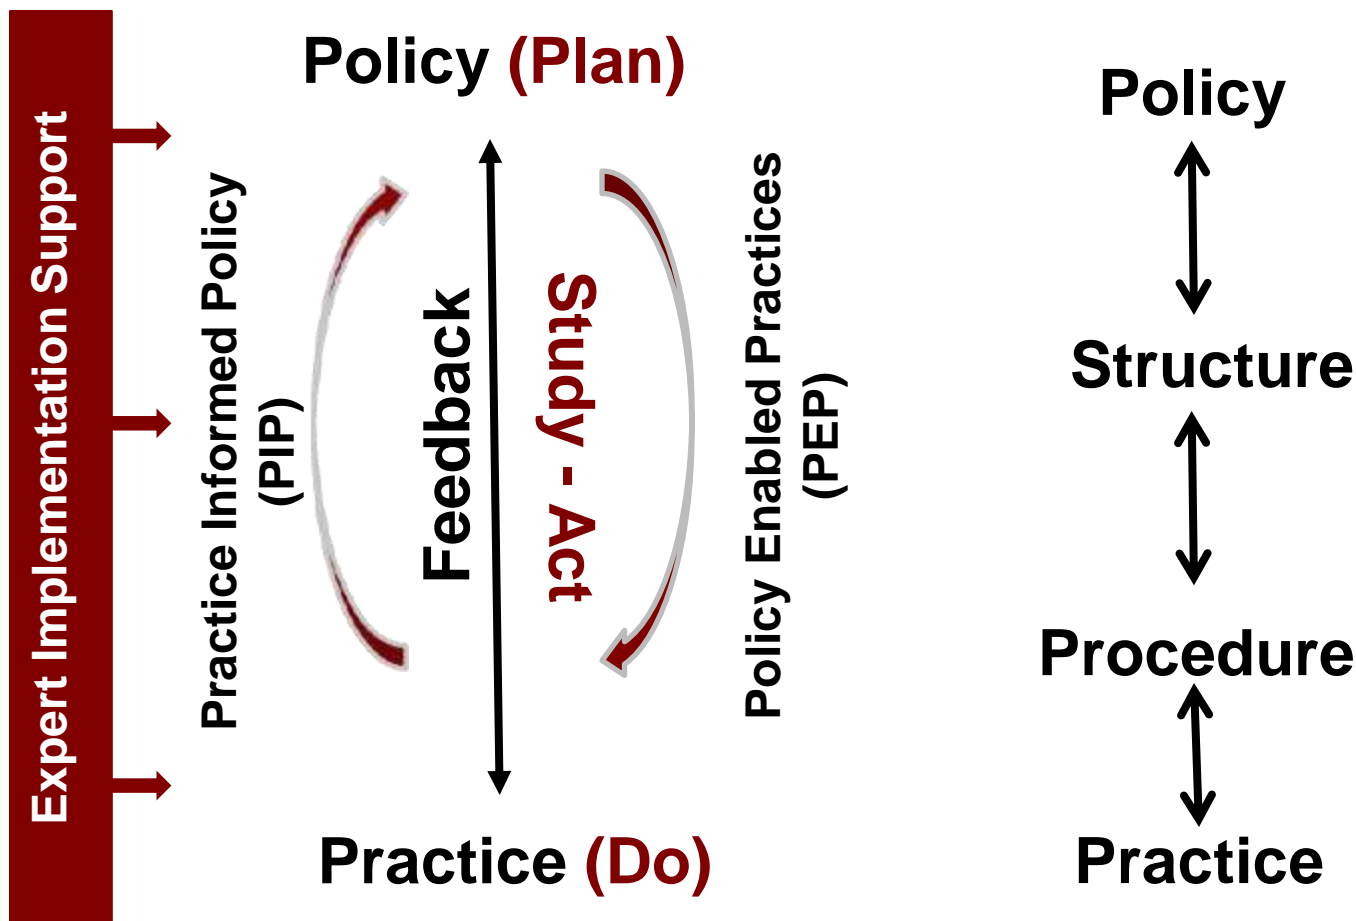 Expert Implementation Support
Policy (Plan)
Practice Informed Policy
(PIP)
Feedback
Study - Act
Policy Enabled Practices
(PEP)
Practice (Do)
Policy
Structure
Procedure
Practice